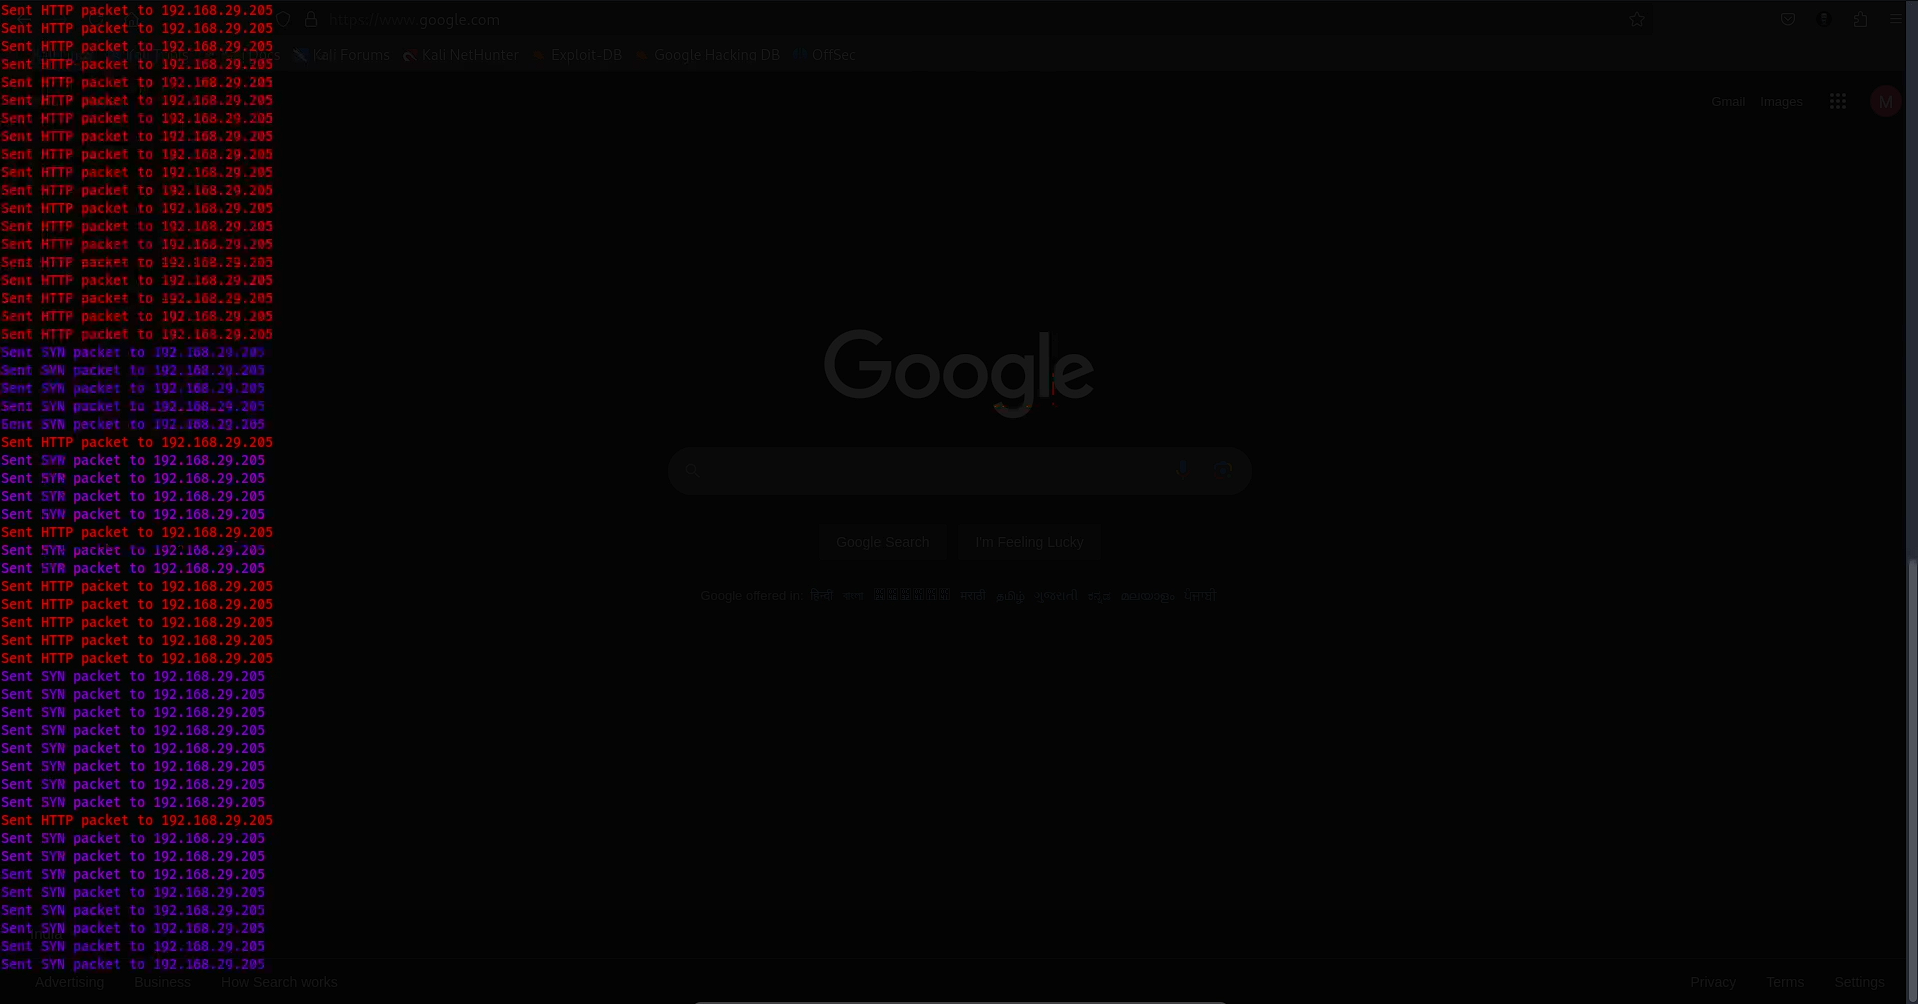 Sent HTTP packet to 192.168.29.205 https://www.google.com
Sent HTTP packet to 192.168.29.205
Sent HTTP packet to 192.168.29.205
Kali Forums Kali NetHunter Exploit-DB Google Hacking DB OffSec
Sent HTTP packet to 192.168.29.205
Sent HTTP packet to 192.168.29.205
Sent HTTP packet to 192.168.29.205
Gmail Images M
Sent HTTP packet to 192.168.29.205
Sent HTTP packet to 192.168.29.205
Sent HTTP packet to 192.168.29.205
Sent HTTP packet to 192.168.29.205
Sent HTTP packet to 192.168.29.205
Sent HTTP packet to 192.168.29.205
Sent HTTP packet to 192.168.29.205
Sent HTTP packet to 192.168.29.205
Sent HTTP packet to 192.168.29.205
Sent HTTP packet to 192.168.29.205
Sent HTTP packet to 192.168.29.205
Sent HTTP packet to 192.168.29.205
Sent HTTP packet to 192.168.29.205
Sent SYN packet to 192.168.29.205
Google
Sent SYN packet to 192.168.29.205
Sent SYN packet to 192.168.29.205
Sent SYN packet to 192.168.29.205
Sent SYN packet to 192.168.29.205
Sent HTTP packet to 192.168.29.205
Sent SYN packet to 192.168.29.205
Sent SYN packet to 192.168.29.205
Sent SYN packet to 192.168.29.205
Sent SYN packet to 192.168.29.205
Sent HTTP packet to 192.168.29.205
Google Search I'm Feeling Lucky
Sent SYN packet to 192.168.29.205
Sent SYN packet to 192.168.29.205
Sent HTTP packet to 192.168.29.205
Google offered in: हिन्दी বাংলা मराठी தமிழ் ગુજરાતી ಕನ್ನಡ മലയാളം ਪੰਜਾਬੀ
Sent HTTP packet to 192.168.29.205
Sent HTTP packet to 192.168.29.205
Sent HTTP packet to 192.168.29.205
Sent HTTP packet to 192.168.29.205
Sent SYN packet to 192.168.29.205
Sent SYN packet to 192.168.29.205
Sent SYN packet to 192.168.29.205
Sent SYN packet to 192.168.29.205
Sent SYN packet to 192.168.29.205
Sent SYN packet to 192.168.29.205
Sent SYN packet to 192.168.29.205
Sent SYN packet to 192.168.29.205
Sent HTTP packet to 192.168.29.205
Sent SYN packet to 192.168.29.205
Sent SYN packet to 192.168.29.205
Sent SYN packet to 192.168.29.205
Sent SYN packet to 192.168.29.205
Sent SYN packet to 192.168.29.205
Sent SYN packet to 192.168.29.205
India
Sent SYN packet to 192.168.29.205
Sent SYN packet to 192.168.29.205
Advertising Business How Search works Privacy Terms Settings